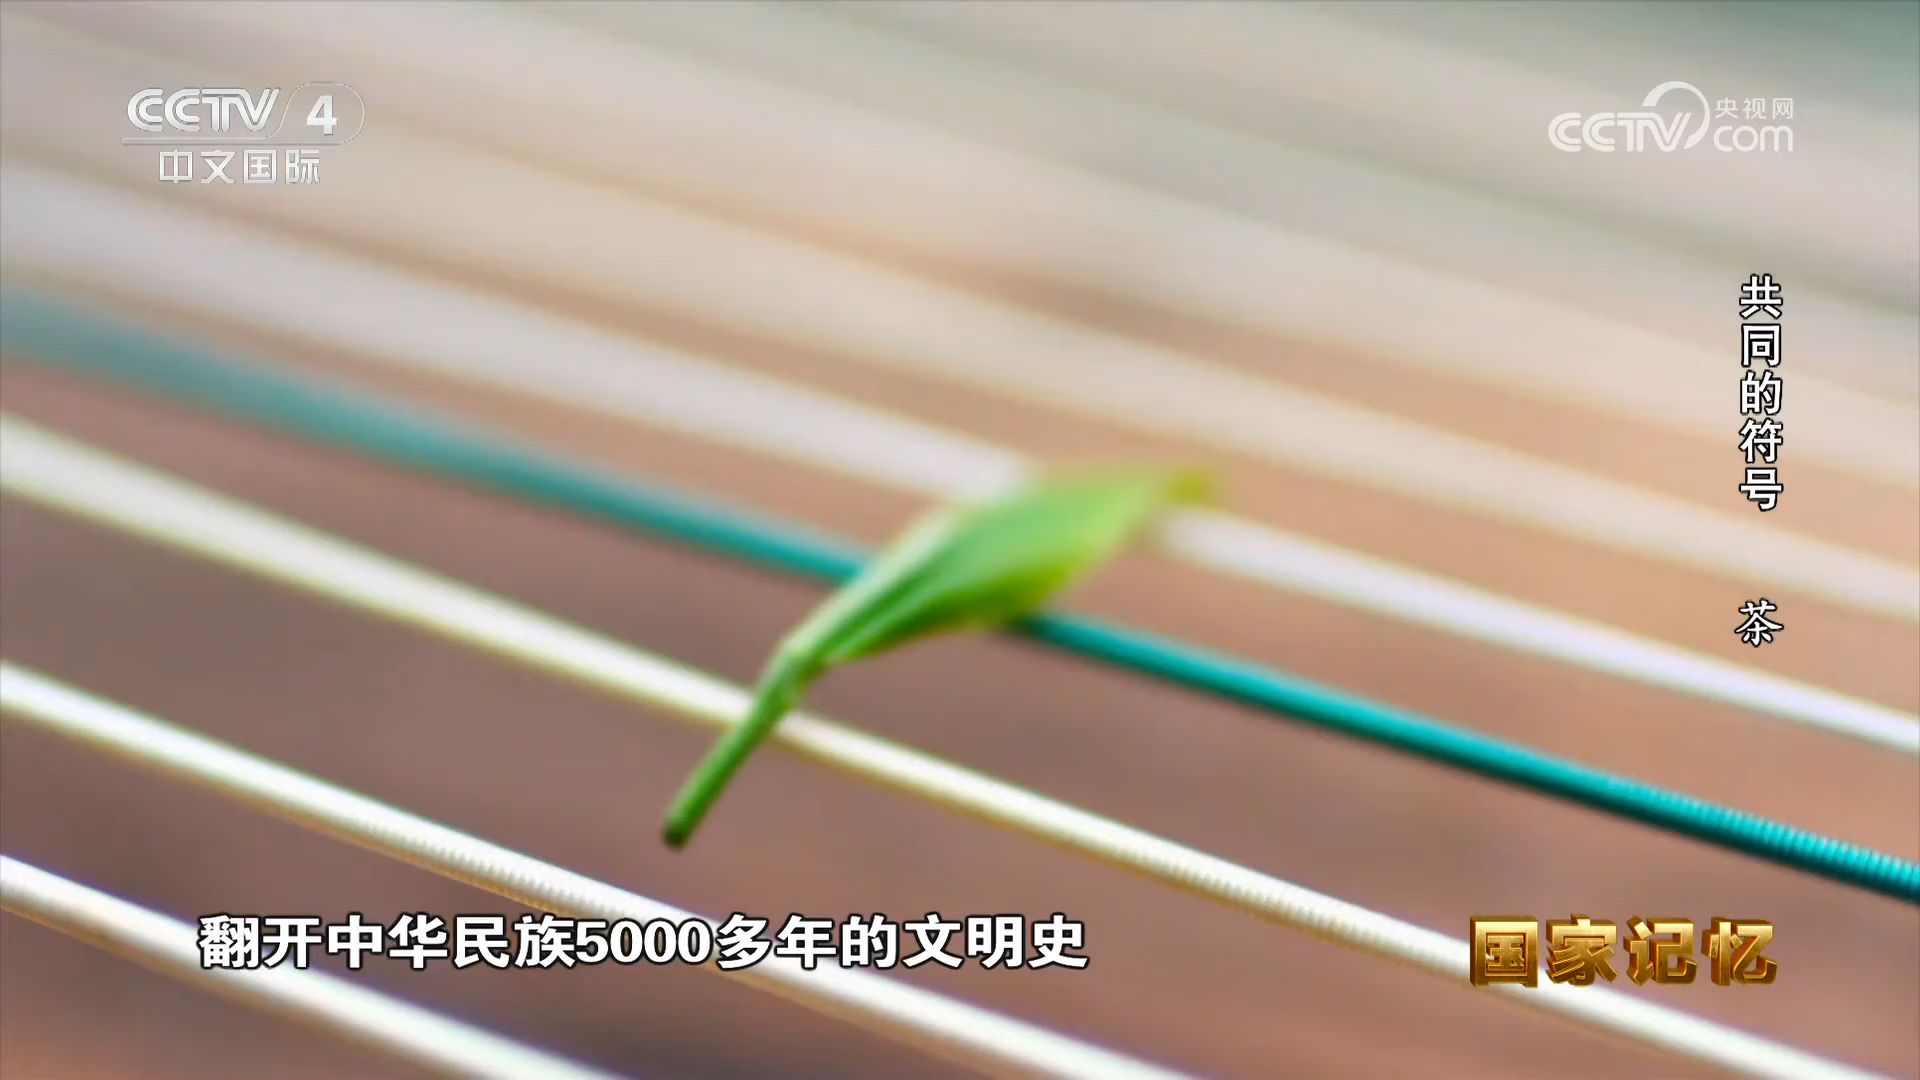 CCTV 4
中文国际
央视网
CCTV com
共同的符号 茶
翻开中华民族5000多年的文明史
国家记忆